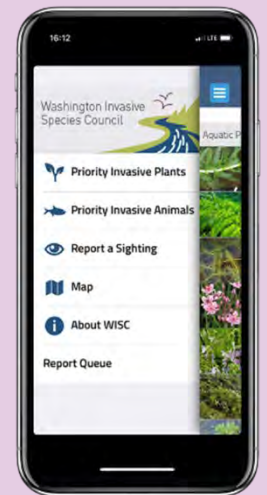 16:12
LTE
Washington Invasive
Species Council
Aquatic P
Priority Invasive Plants
Priority Invasive Animals
Report a Sighting
Map
About WISC
Report Queue